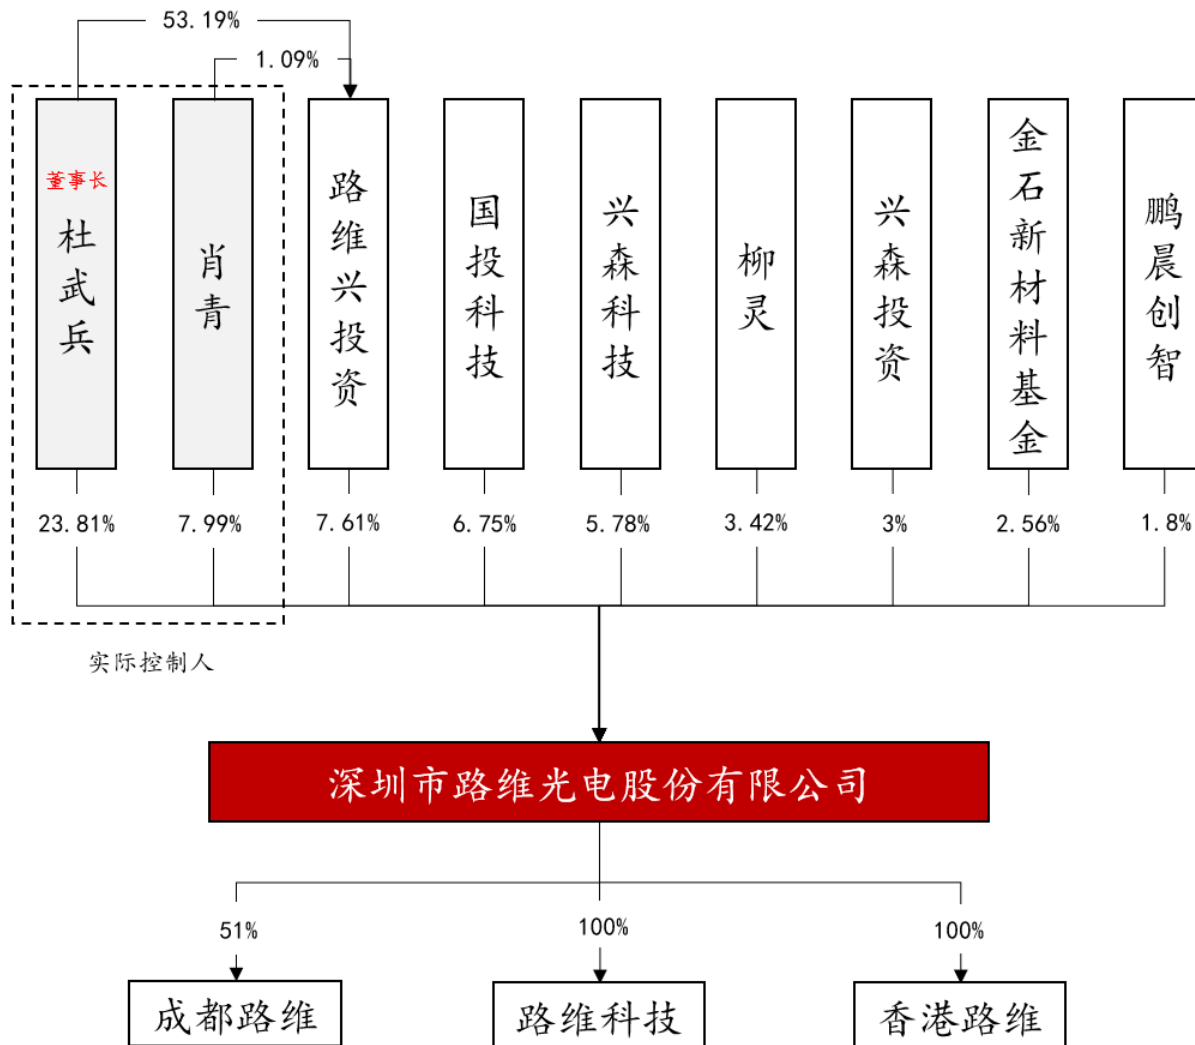 53.19%
1.09%
董事长
杜武兵
肖青
路维兴投资
国投科技
兴森科技
柳灵
兴森投资
金石新材料基金
鹏晨创智
23.81%
7.99%
7.61%
6.75%
5.78%
3.42%
3%
2.56%
1.8%
实际控制人
深圳市路维光电股份有限公司
51%
100%
100%
成都路维
路维科技
香港路维